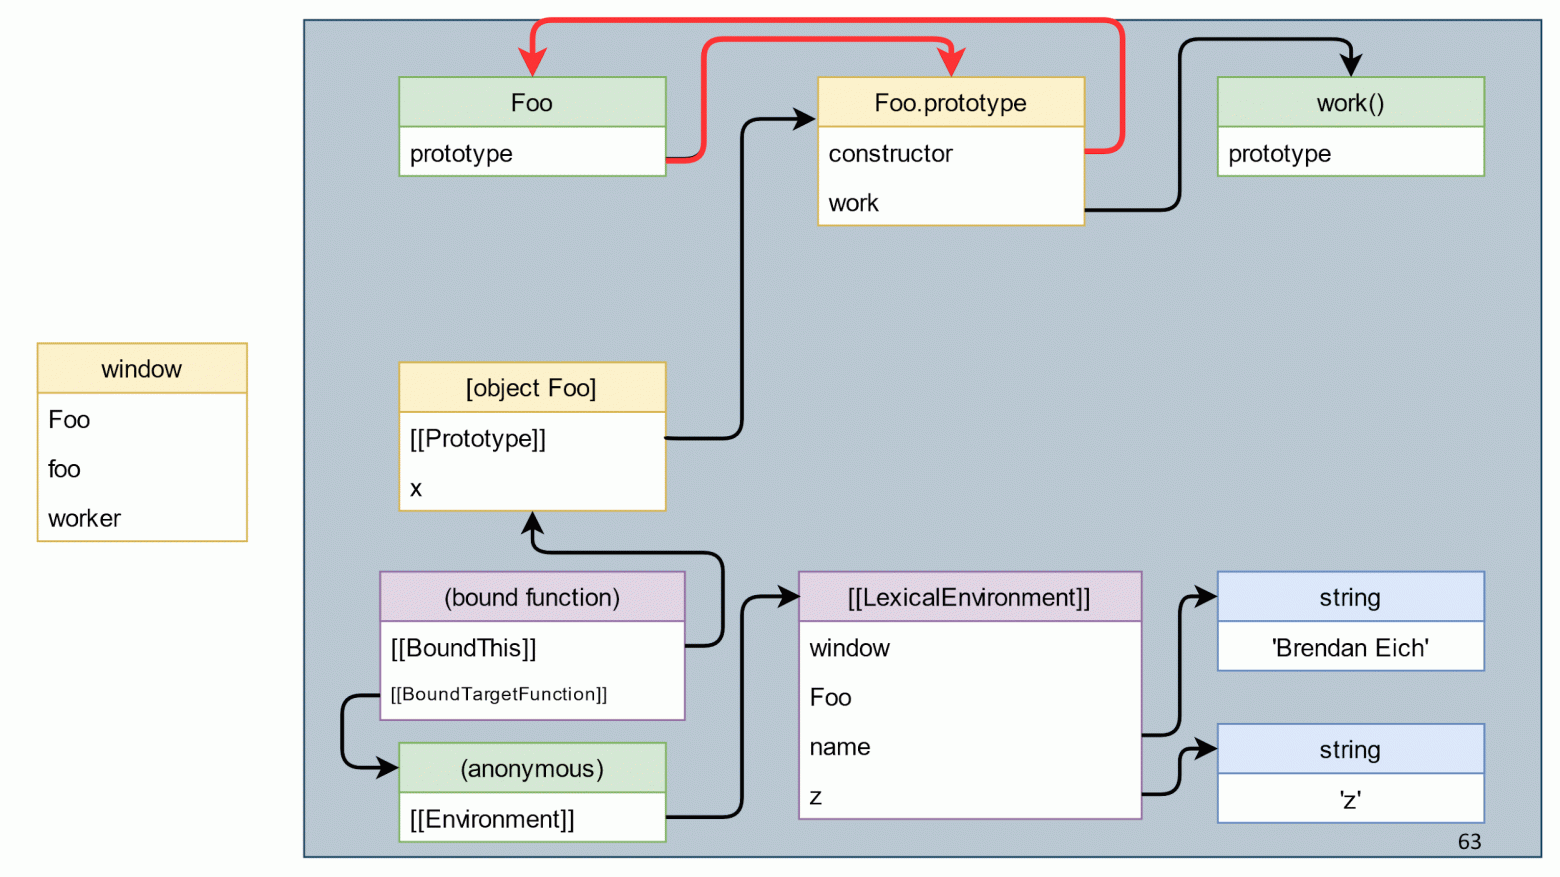 Foo
prototype
Foo.prototype
constructor
work
work()
prototype
window
Foo
foo
worker
[object Foo]
[[Prototype]]
x
(bound function)
[[BoundThis]]
[[BoundTargetFunction]]
(anonymous)
[[Environment]]
[[LexicalEnvironment]]
window
Foo
name
z
string
'Brendan Eich'
string
'z'
63